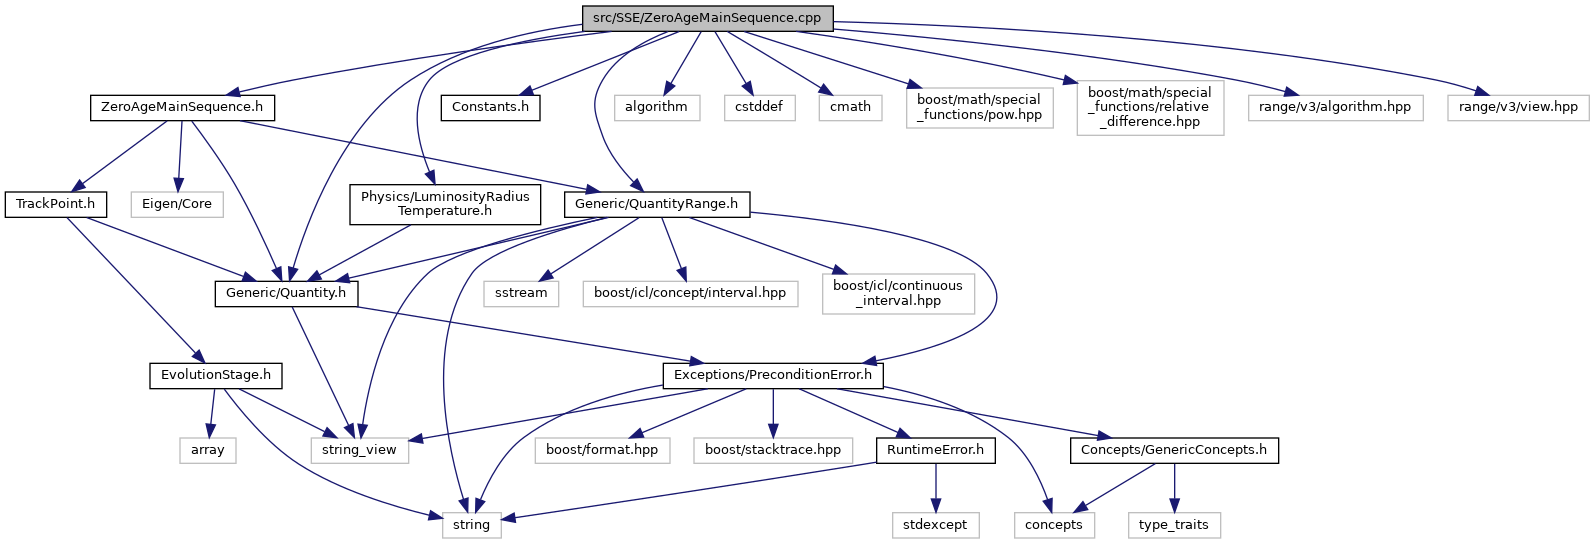 src/SSE/ZeroAgeMainSequence.cpp
ZeroAgeMainSequence.h
Constants.h
algorithm
cstddef
cmath
boost/math/special
_functions/pow.hpp
boost/math/special
_functions/relative
_difference.hpp
range/v3/algorithm.hpp
range/v3/view.hpp
TrackPoint.h
Eigen/Core
Physics/LuminosityRadius
Temperature.h
Generic/QuantityRange.h
Generic/Quantity.h
sstream
boost/icl/concept/interval.hpp
boost/icl/continuous
_interval.hpp
EvolutionStage.h
Exceptions/PreconditionError.h
array
string_view
boost/format.hpp
boost/stacktrace.hpp
RuntimeError.h
Concepts/GenericConcepts.h
string
stdexcept
concepts
type_traits